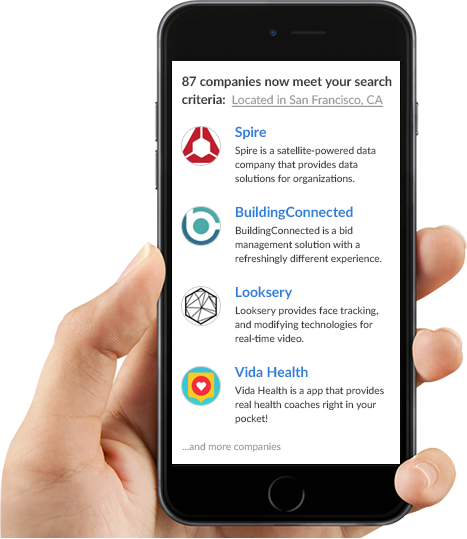 87 companies now meet your search
criteria: Located in San Francisco, CA
Spire
Spire is a satellite-powered data
company that provides data
solutions for organizations.
BuildingConnected
BuildingConnected is a bid
management solution with a
refreshingly different experience.
Looksery
Looksery provides face tracking,
and modifying technologies for
real-time video.
Vida Health
Vida Health is a app that provides
real health coaches right in your
pocket!
...and more companies